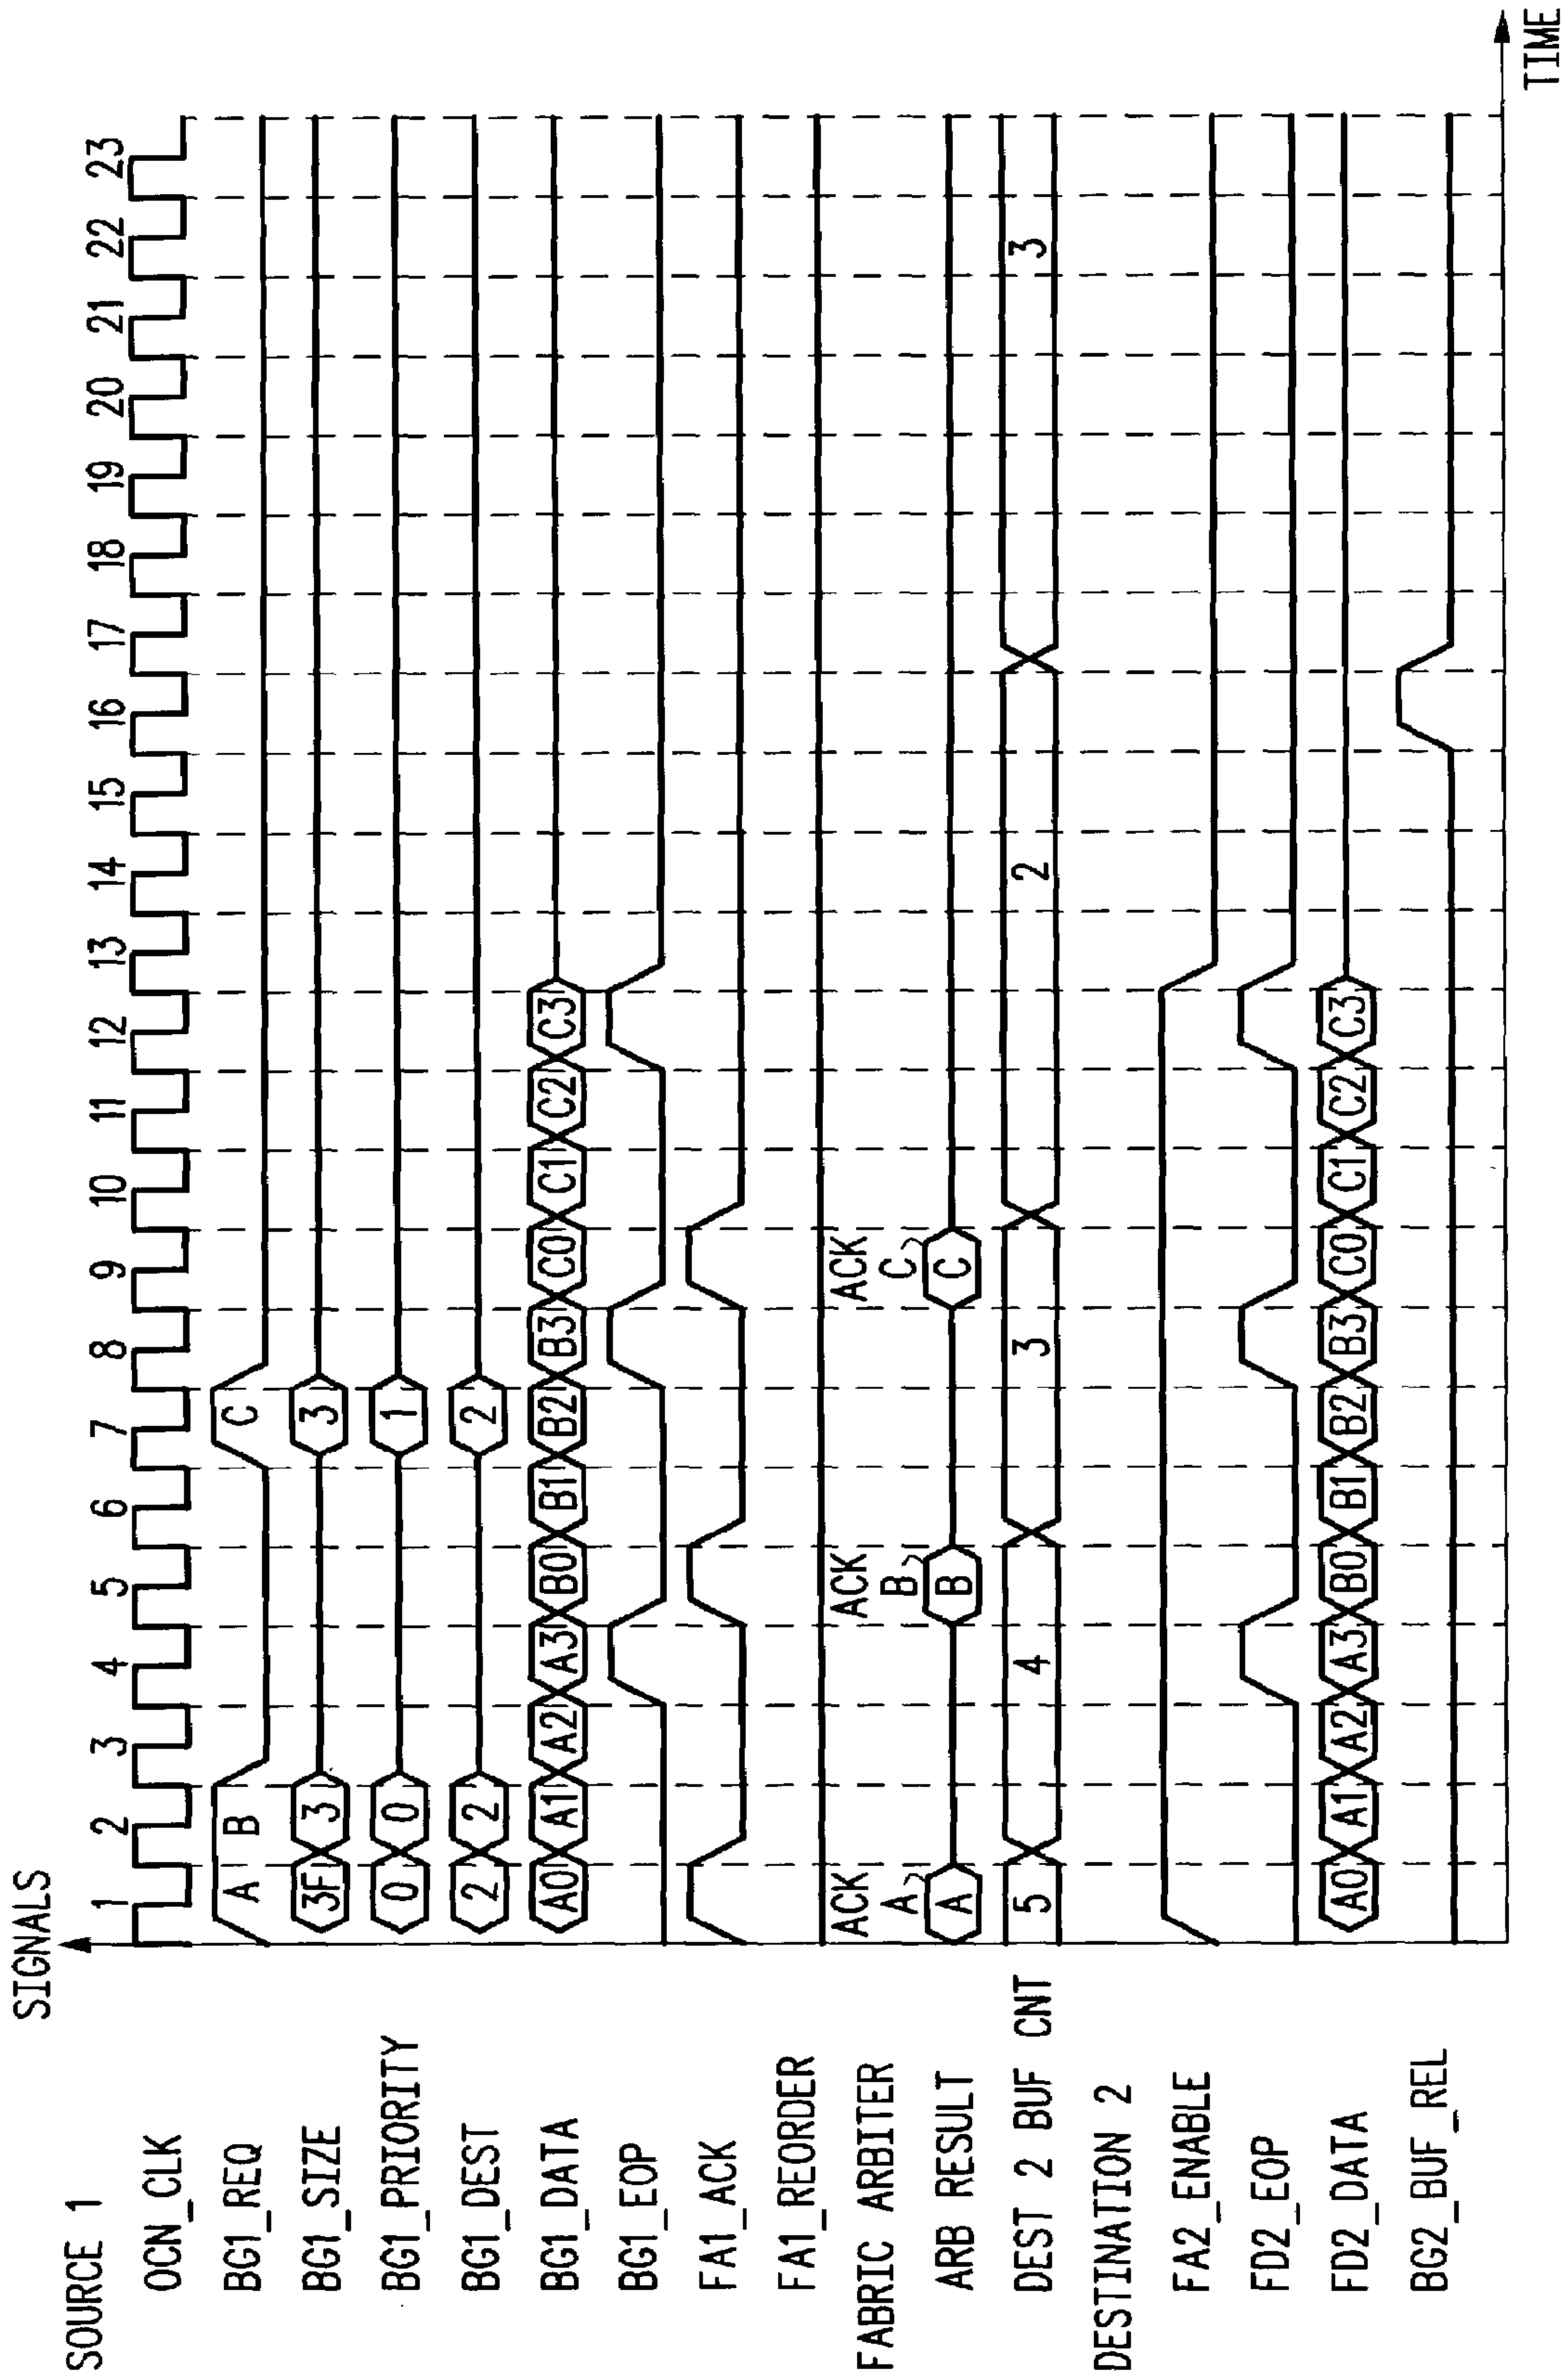 SIGNALS
SOURCE 1
OCN_CLK 1 2 3 4 5 6 7 8 9 10 11 12 13 14 15 16 17 18 19 20 21 22 23
BG1_REQ A B C
BG1_SIZE 3F 3 3
BG1_PRIORITY 0 0 1
BG1_DEST 2 2 2
BG1_DATA A0 A1 A2 A3 B0 B1 B2 B3 C0 C1 C2 C3
BG1_EOP
FA1_ACK
FA1_REORDER
FABRIC ARBITER
ACK A ACK B ACK C
ARB RESULT A B C
DEST 2 BUF CNT 5 4 3 2 3
DESTINATION 2
FA2_ENABLE
FD2_EOP
FD2_DATA A0 A1 A2 A3 B0 B1 B2 B3 C0 C1 C2 C3
BG2_BUF_REL
TIME